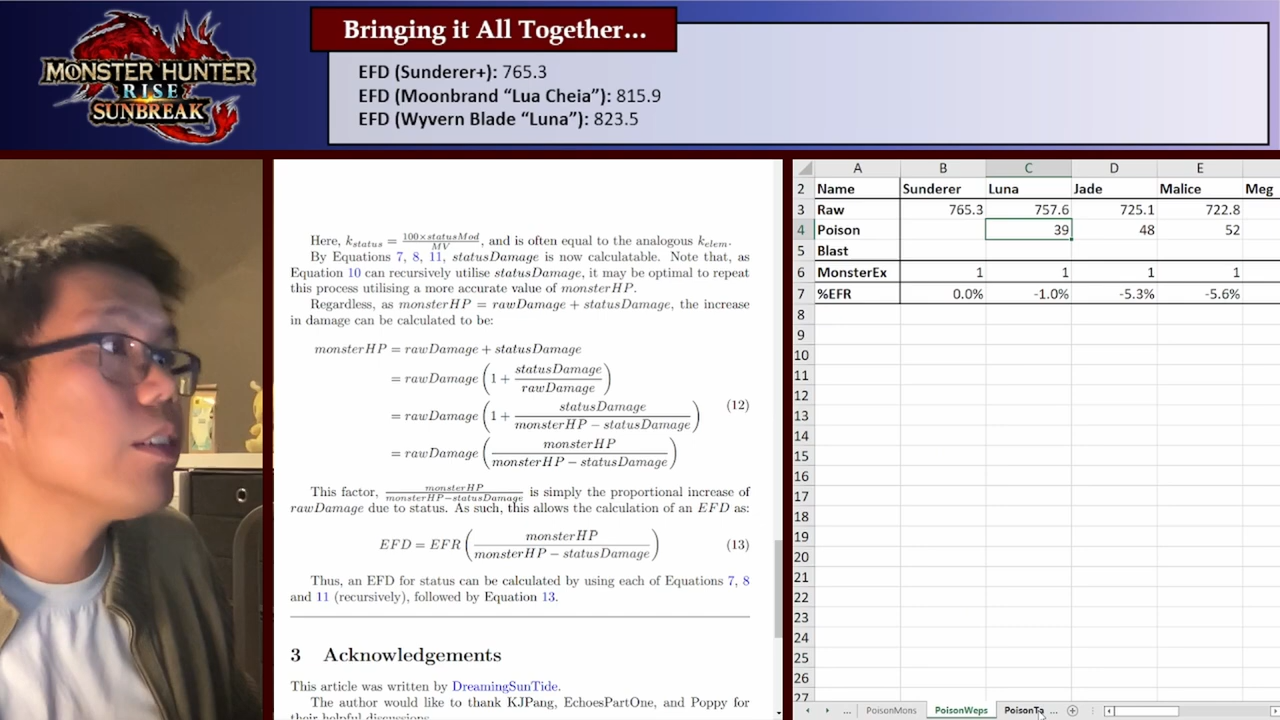 MONSTER HUNTER
RISE
SUNBREAK
Bringing it All Together...
EFD (Sunderer+): 765.3
EFD (Moonbrand “Lua Cheia”): 815.9
EFD (Wyvern Blade “Luna”): 823.5
Here, k_status = 100×statusMod/MV, and is often equal to the analogous k_elem.
By Equations 7, 8, 11, statusDamage is now calculatable. Note that, as
Equation 10 can recursively utilise statusDamage, it may be optimal to repeat
this process utilising a more accurate value of monsterHP.
Regardless, as monsterHP = rawDamage + statusDamage, the increase
in damage can be calculated to be:
monsterHP = rawDamage + statusDamage
= rawDamage (1 + statusDamage/rawDamage)
= rawDamage (1 + statusDamage/(monsterHP − statusDamage)) (12)
= rawDamage (monsterHP/(monsterHP − statusDamage))
This factor, monsterHP/(monsterHP−statusDamage) is simply the proportional increase of
rawDamage due to status. As such, this allows the calculation of an EFD as:
EFD = EFR (monsterHP/(monsterHP − statusDamage)) (13)
Thus, an EFD for status can be calculated by using each of Equations 7, 8
and 11 (recursively), followed by Equation 13.
3 Acknowledgements
This article was written by DreamingSunTide.
The author would like to thank KJPang, EchoesPartOne, and Poppy for
their helpful discussions.
A B C D E
2 Name Sunderer Luna Jade Malice Meg
3 Raw 765.3 757.6 725.1 722.8
4 Poison 39 48 52
5 Blast
6 MonsterEx 1 1 1 1
7 %EFR 0.0% -1.0% -5.3% -5.6%
8
9
10
11
12
13
14
15
16
17
18
19
20
21
22
23
24
25
26
27
... PoisonMons PoisonWeps PoisonTa ...